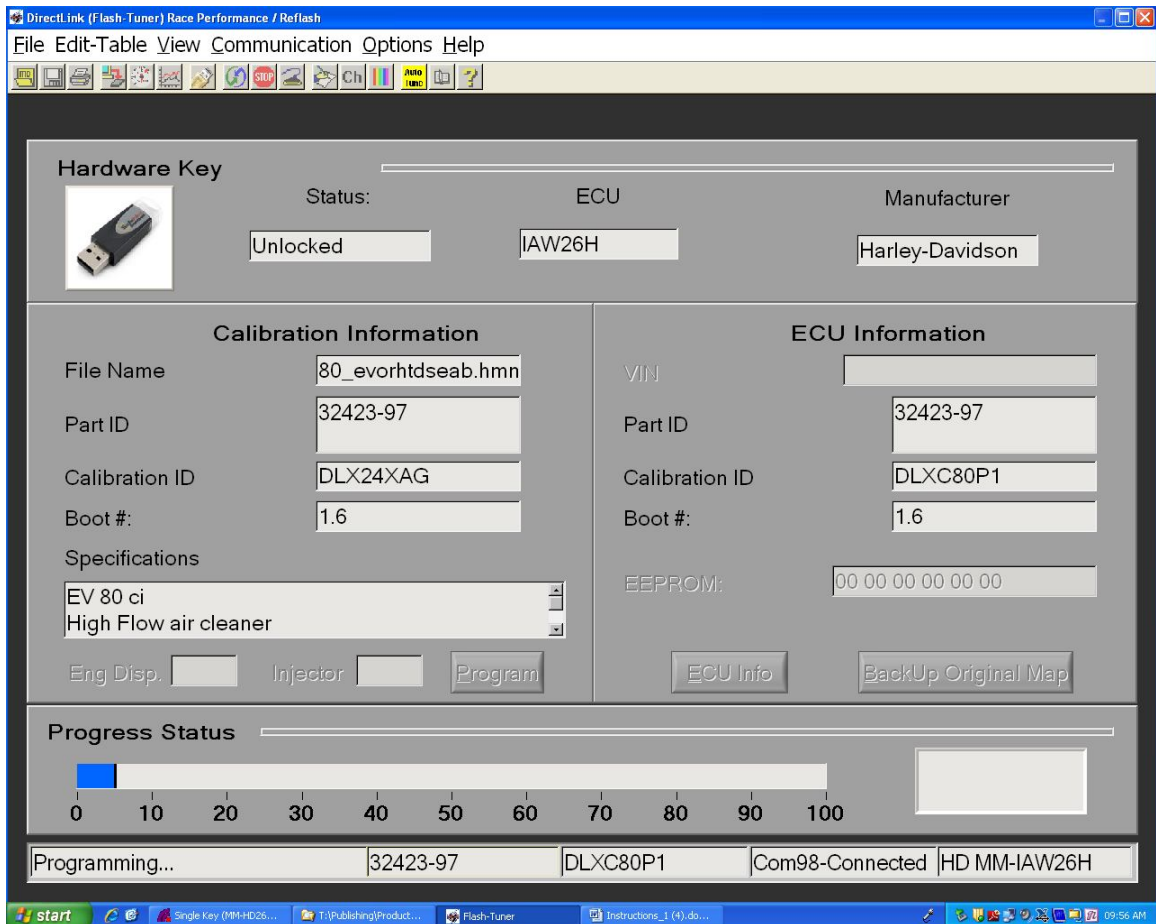 DirectLink (Flash-Tuner) Race Performance / Reflash
File Edit-Table View Communication Options Help
STOP Ch Auto Tune ?
Hardware Key
Status: ECU Manufacturer
Unlocked IAW26H Harley-Davidson
Calibration Information
File Name 80_evorhtdseab.hmn
Part ID 32423-97
Calibration ID DLX24XAG
Boot #: 1.6
Specifications
EV 80 ci
High Flow air cleaner
Eng Disp. Injector Program
ECU Information
VIN
Part ID 32423-97
Calibration ID DLXC80P1
Boot #: 1.6
EEPROM: 00 00 00 00 00 00
ECU Info BackUp Original Map
Progress Status
0 10 20 30 40 50 60 70 80 90 100
Programming... 32423-97 DLXC80P1 Com98-Connected HD MM-IAW26H
start Single Key (MM-HD26... T:\Publishing\Product... Flash-Tuner Instructions_1 (4).do... 09:56 AM